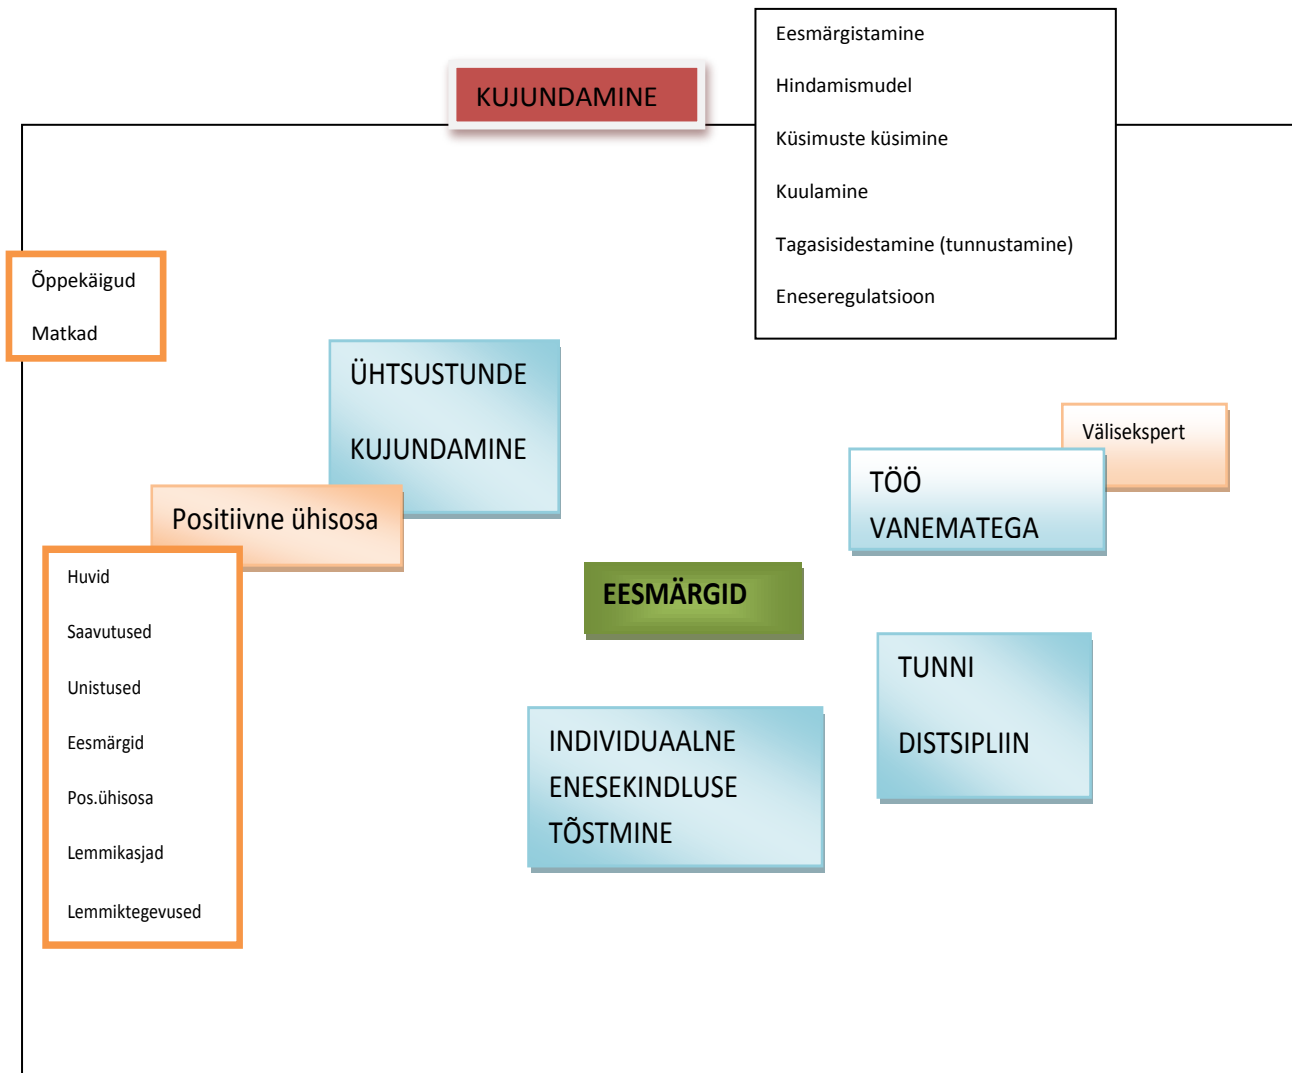 KUJUNDAMINE
Eesmärgistamine
Hindamismudel
Küsimuste küsimine
Kuulamine
Tagasisidestamine (tunnustamine)
Eneseregulatsioon
Õppekäigud
Matkad
ÜHTSUSTUNDE
KUJUNDAMINE
Positiivne ühisosa
Huvid
Saavutused
Unistused
Eesmärgid
Pos.ühisosa
Lemmikasjad
Lemmiktegevused
Välisekspert
TÖÖ
VANEMATEGA
EESMÄRGID
TUNNI
DISTSIPLIIN
INDIVIDUAALNE
ENESEKINDLUSE
TÕSTMINE